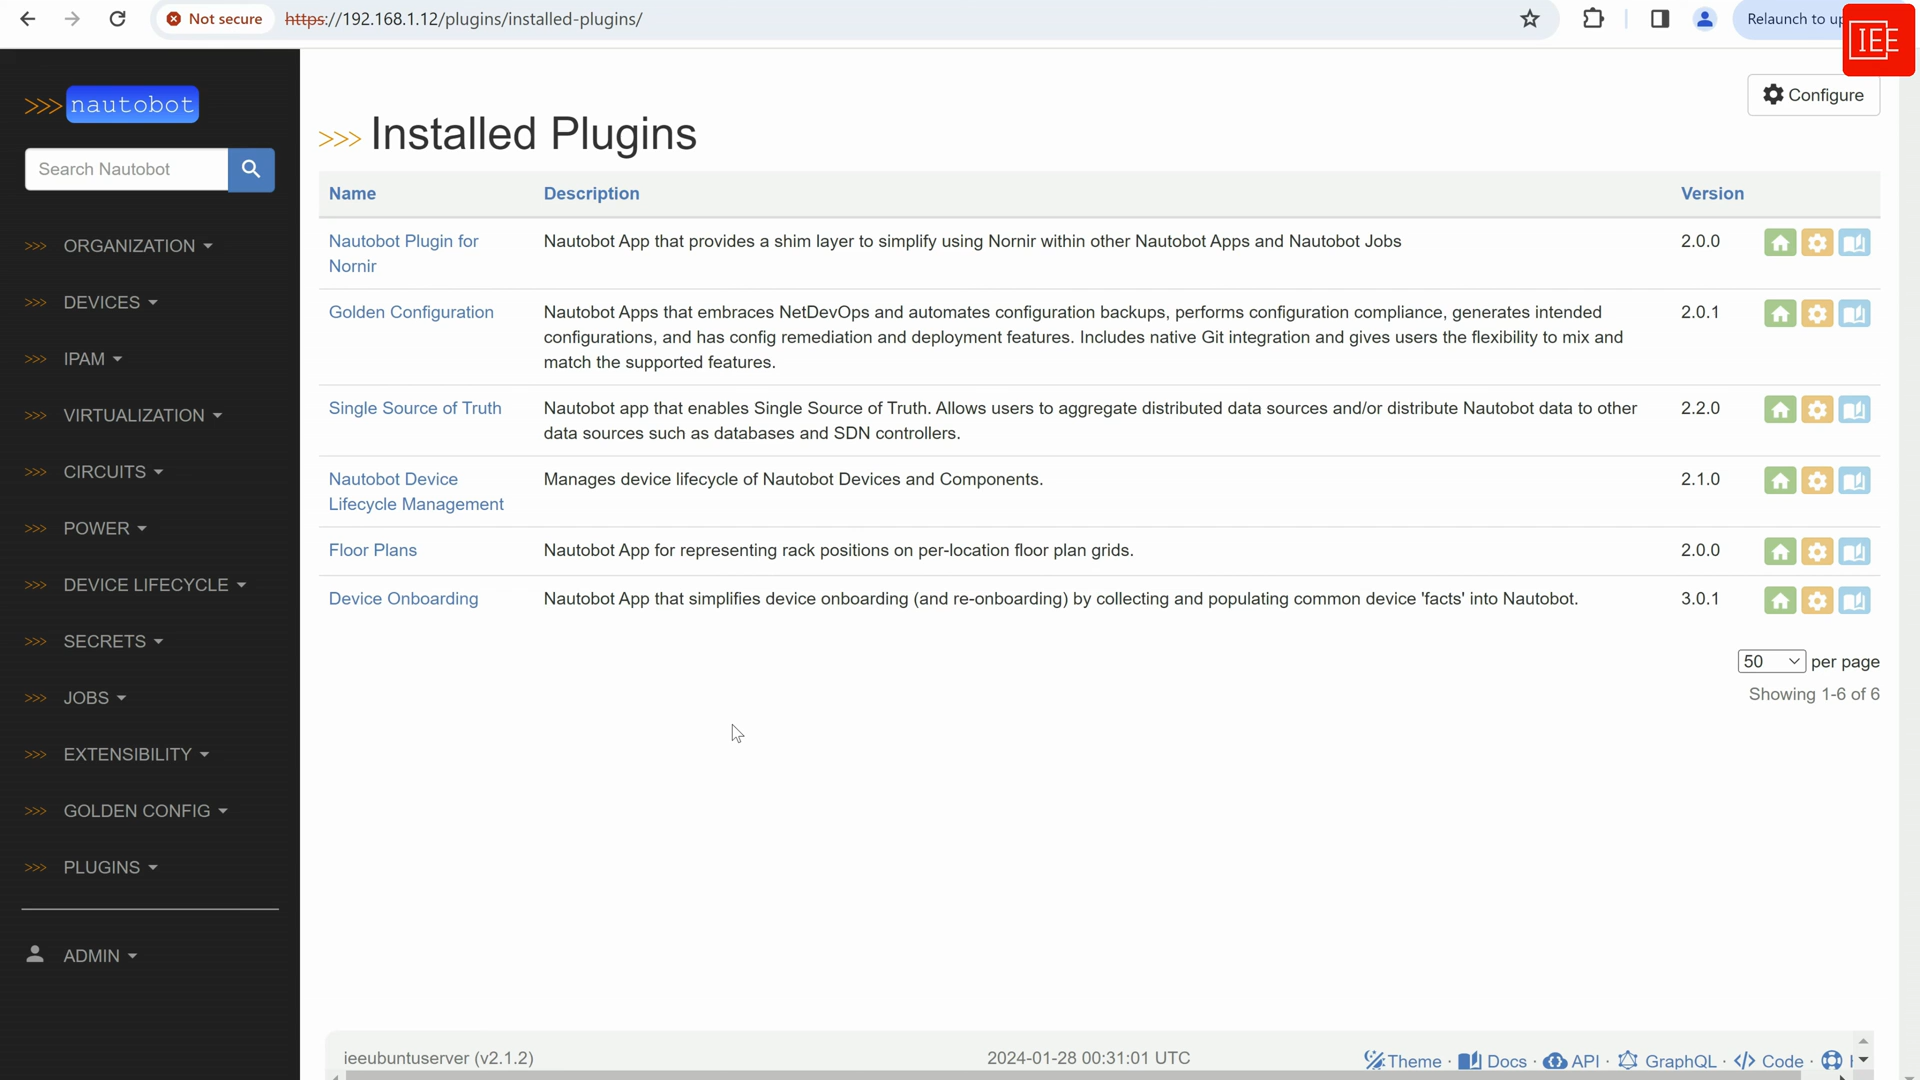 Not secure https://192.168.1.12/plugins/installed-plugins/ Relaunch to up
IEE
>>> nautobot
Configure
>>> Installed Plugins
Search Nautobot
Name Description Version
>>> ORGANIZATION
>>> DEVICES
>>> IPAM
>>> VIRTUALIZATION
>>> CIRCUITS
>>> POWER
>>> DEVICE LIFECYCLE
>>> SECRETS
>>> JOBS
>>> EXTENSIBILITY
>>> GOLDEN CONFIG
>>> PLUGINS
ADMIN
Nautobot Plugin for
Nornir
Nautobot App that provides a shim layer to simplify using Nornir within other Nautobot Apps and Nautobot Jobs
2.0.0
Golden Configuration
Nautobot Apps that embraces NetDevOps and automates configuration backups, performs configuration compliance, generates intended
configurations, and has config remediation and deployment features. Includes native Git integration and gives users the flexibility to mix and
match the supported features.
2.0.1
Single Source of Truth
Nautobot app that enables Single Source of Truth. Allows users to aggregate distributed data sources and/or distribute Nautobot data to other
data sources such as databases and SDN controllers.
2.2.0
Nautobot Device
Lifecycle Management
Manages device lifecycle of Nautobot Devices and Components.
2.1.0
Floor Plans
Nautobot App for representing rack positions on per-location floor plan grids.
2.0.0
Device Onboarding
Nautobot App that simplifies device onboarding (and re-onboarding) by collecting and populating common device 'facts' into Nautobot.
3.0.1
50 per page
Showing 1-6 of 6
ieeubuntuserver (v2.1.2) 2024-01-28 00:31:01 UTC Theme · Docs · API · GraphQL · </> Code ·